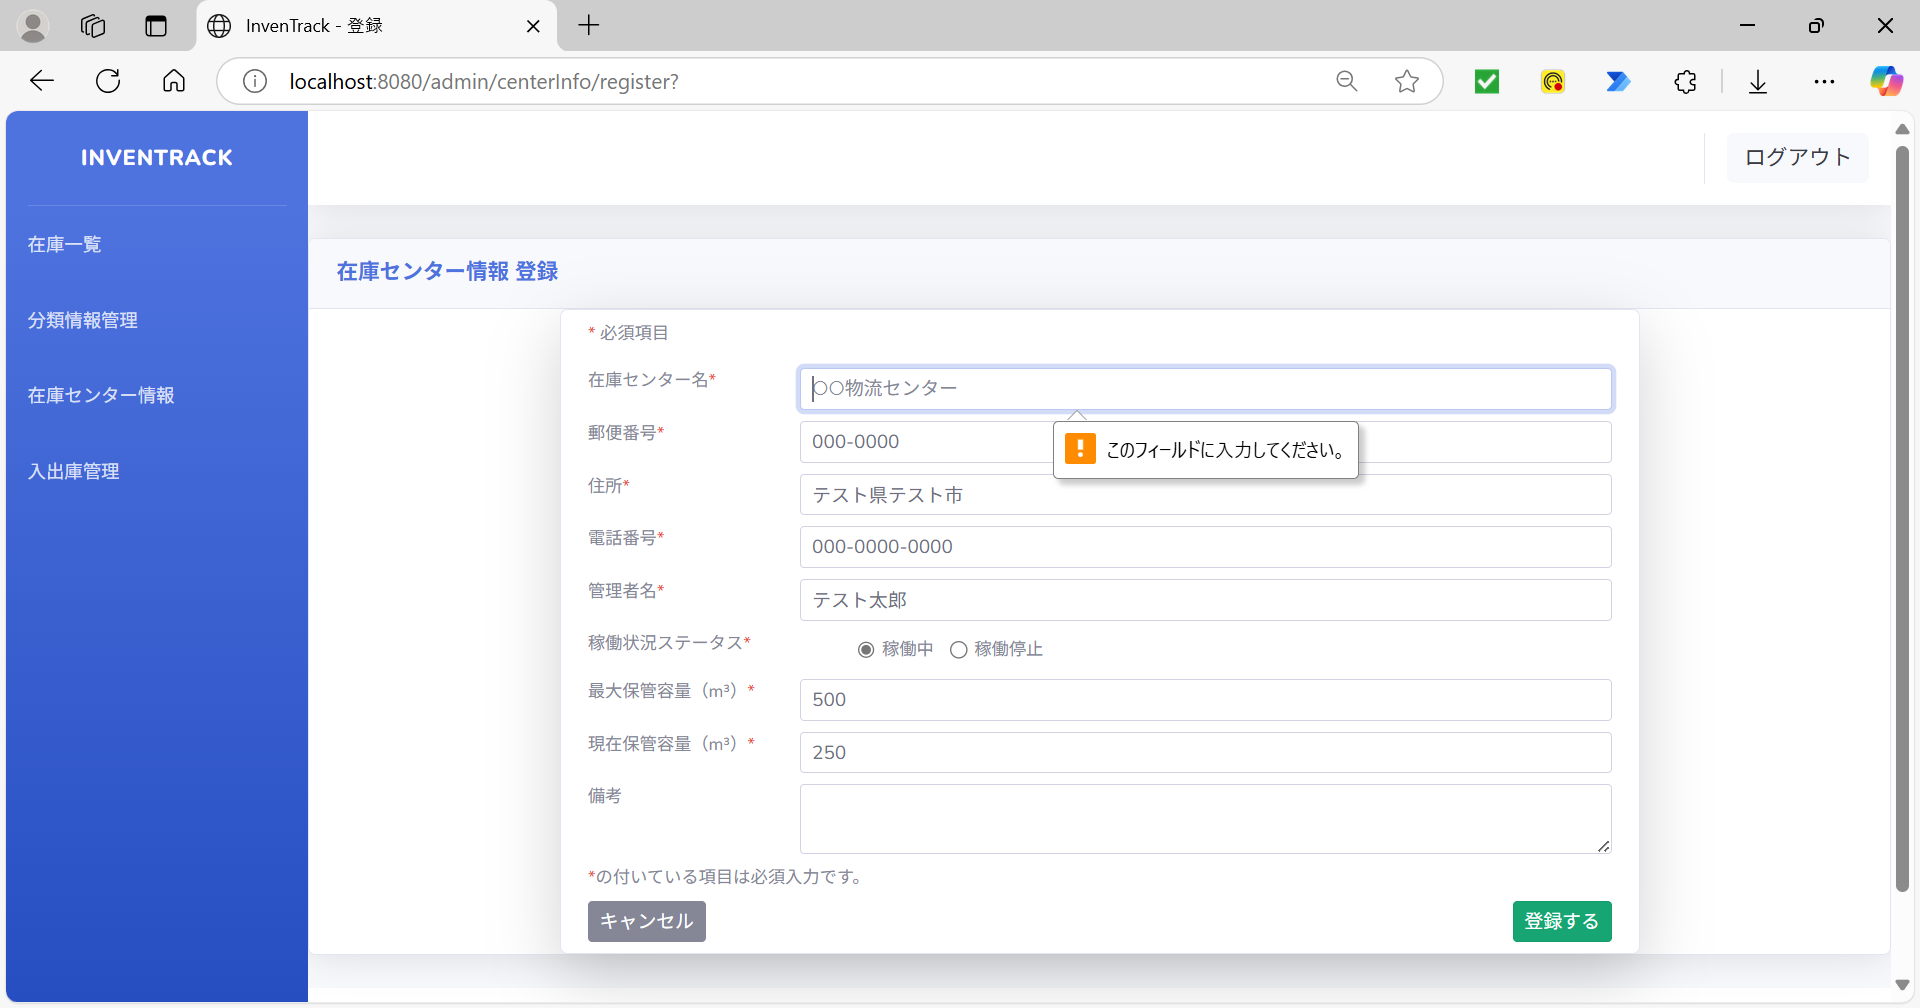 InvenTrack - 登録
localhost:8080/admin/centerInfo/register?
INVENTRACK
ログアウト
在庫一覧
分類情報管理
在庫センター情報
入出庫管理
在庫センター情報 登録
* 必須項目
在庫センター名*
○○物流センター
このフィールドに入力してください。
郵便番号*
000-0000
住所*
テスト県テスト市
電話番号*
000-0000-0000
管理者名*
テスト太郎
稼働状況ステータス*
稼働中 稼働停止
最大保管容量（m³）*
500
現在保管容量（m³）*
250
備考
*の付いている項目は必須入力です。
キャンセル
登録する